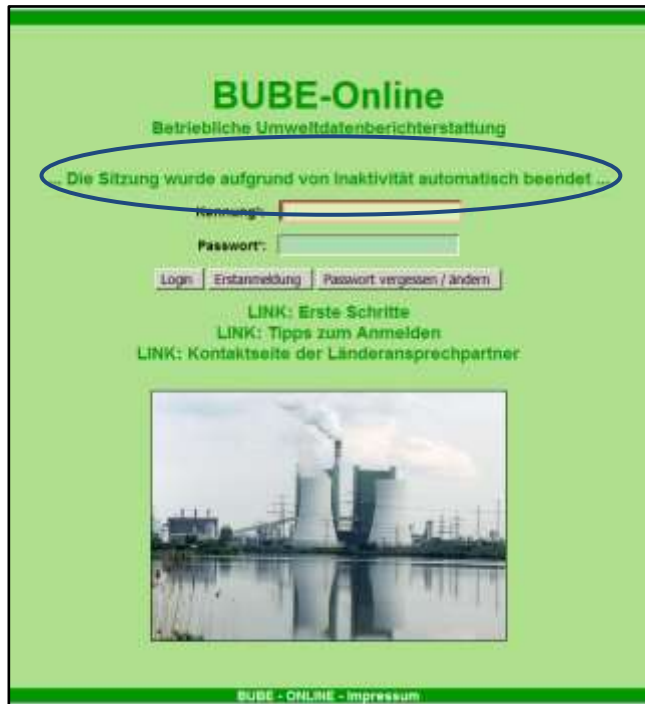 BUBE-Online
Betriebliche Umweltdatenberichterstattung
... Die Sitzung wurde aufgrund von Inaktivität automatisch beendet ...
Kennung*:
Passwort*:
Login Erstanmeldung Passwort vergessen / ändern
LINK: Erste Schritte
LINK: Tipps zum Anmelden
LINK: Kontaktseite der Länderansprechpartner
BUBE - ONLINE - Impressum